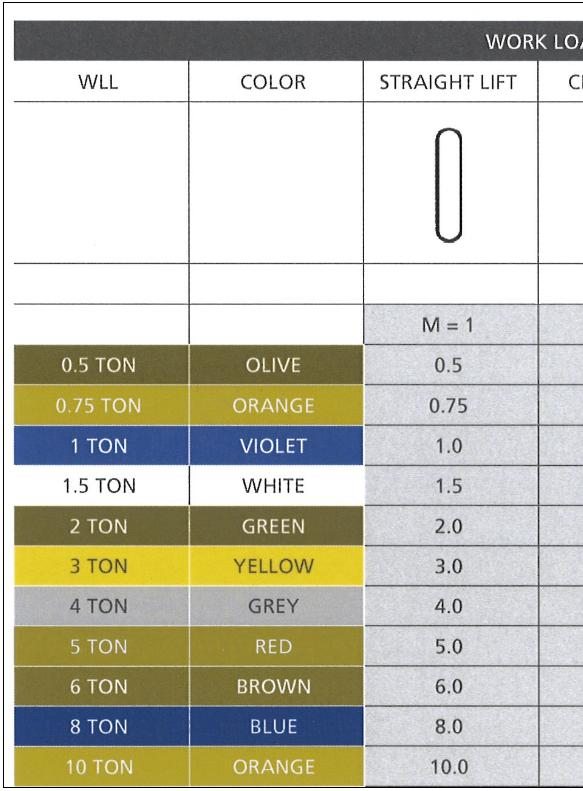 WORK LOA
WLL COLOR STRAIGHT LIFT C
M = 1
0.5 TON OLIVE 0.5
0.75 TON ORANGE 0.75
1 TON VIOLET 1.0
1.5 TON WHITE 1.5
2 TON GREEN 2.0
3 TON YELLOW 3.0
4 TON GREY 4.0
5 TON RED 5.0
6 TON BROWN 6.0
8 TON BLUE 8.0
10 TON ORANGE 10.0